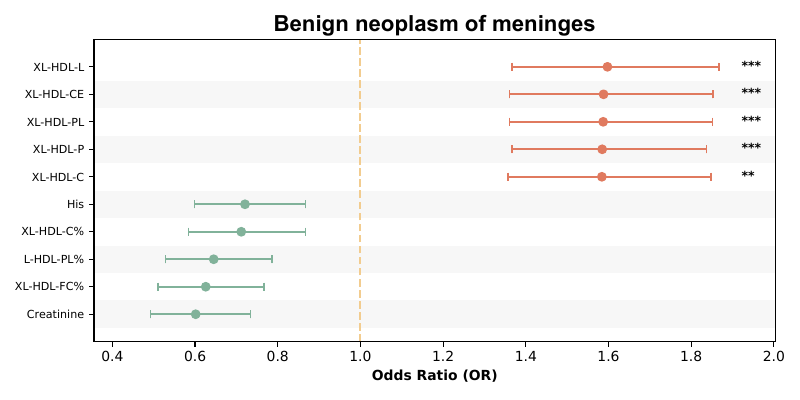 Benign neoplasm of meninges
XL-HDL-L ***
XL-HDL-CE ***
XL-HDL-PL ***
XL-HDL-P ***
XL-HDL-C **
His
XL-HDL-C%
L-HDL-PL%
XL-HDL-FC%
Creatinine
0.4 0.6 0.8 1.0 1.2 1.4 1.6 1.8 2.0
Odds Ratio (OR)